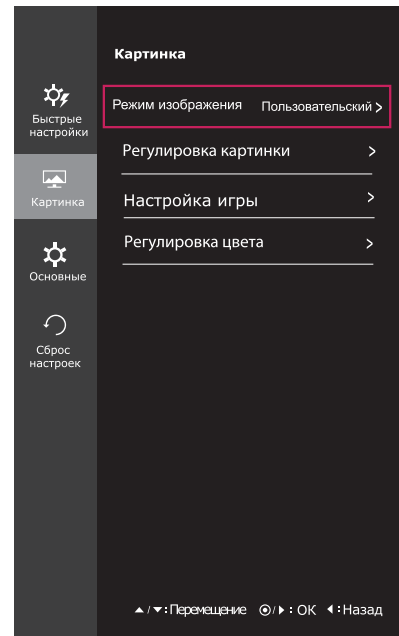 Картинка
Быстрые
настройки
Картинка
Основные
Сброс
настроек
Режим изображения Пользовательский >
Регулировка картинки >
Настройка игры >
Регулировка цвета >
▲ / ▼ : Перемещение ⊙/▶ : OK ◀ : Назад